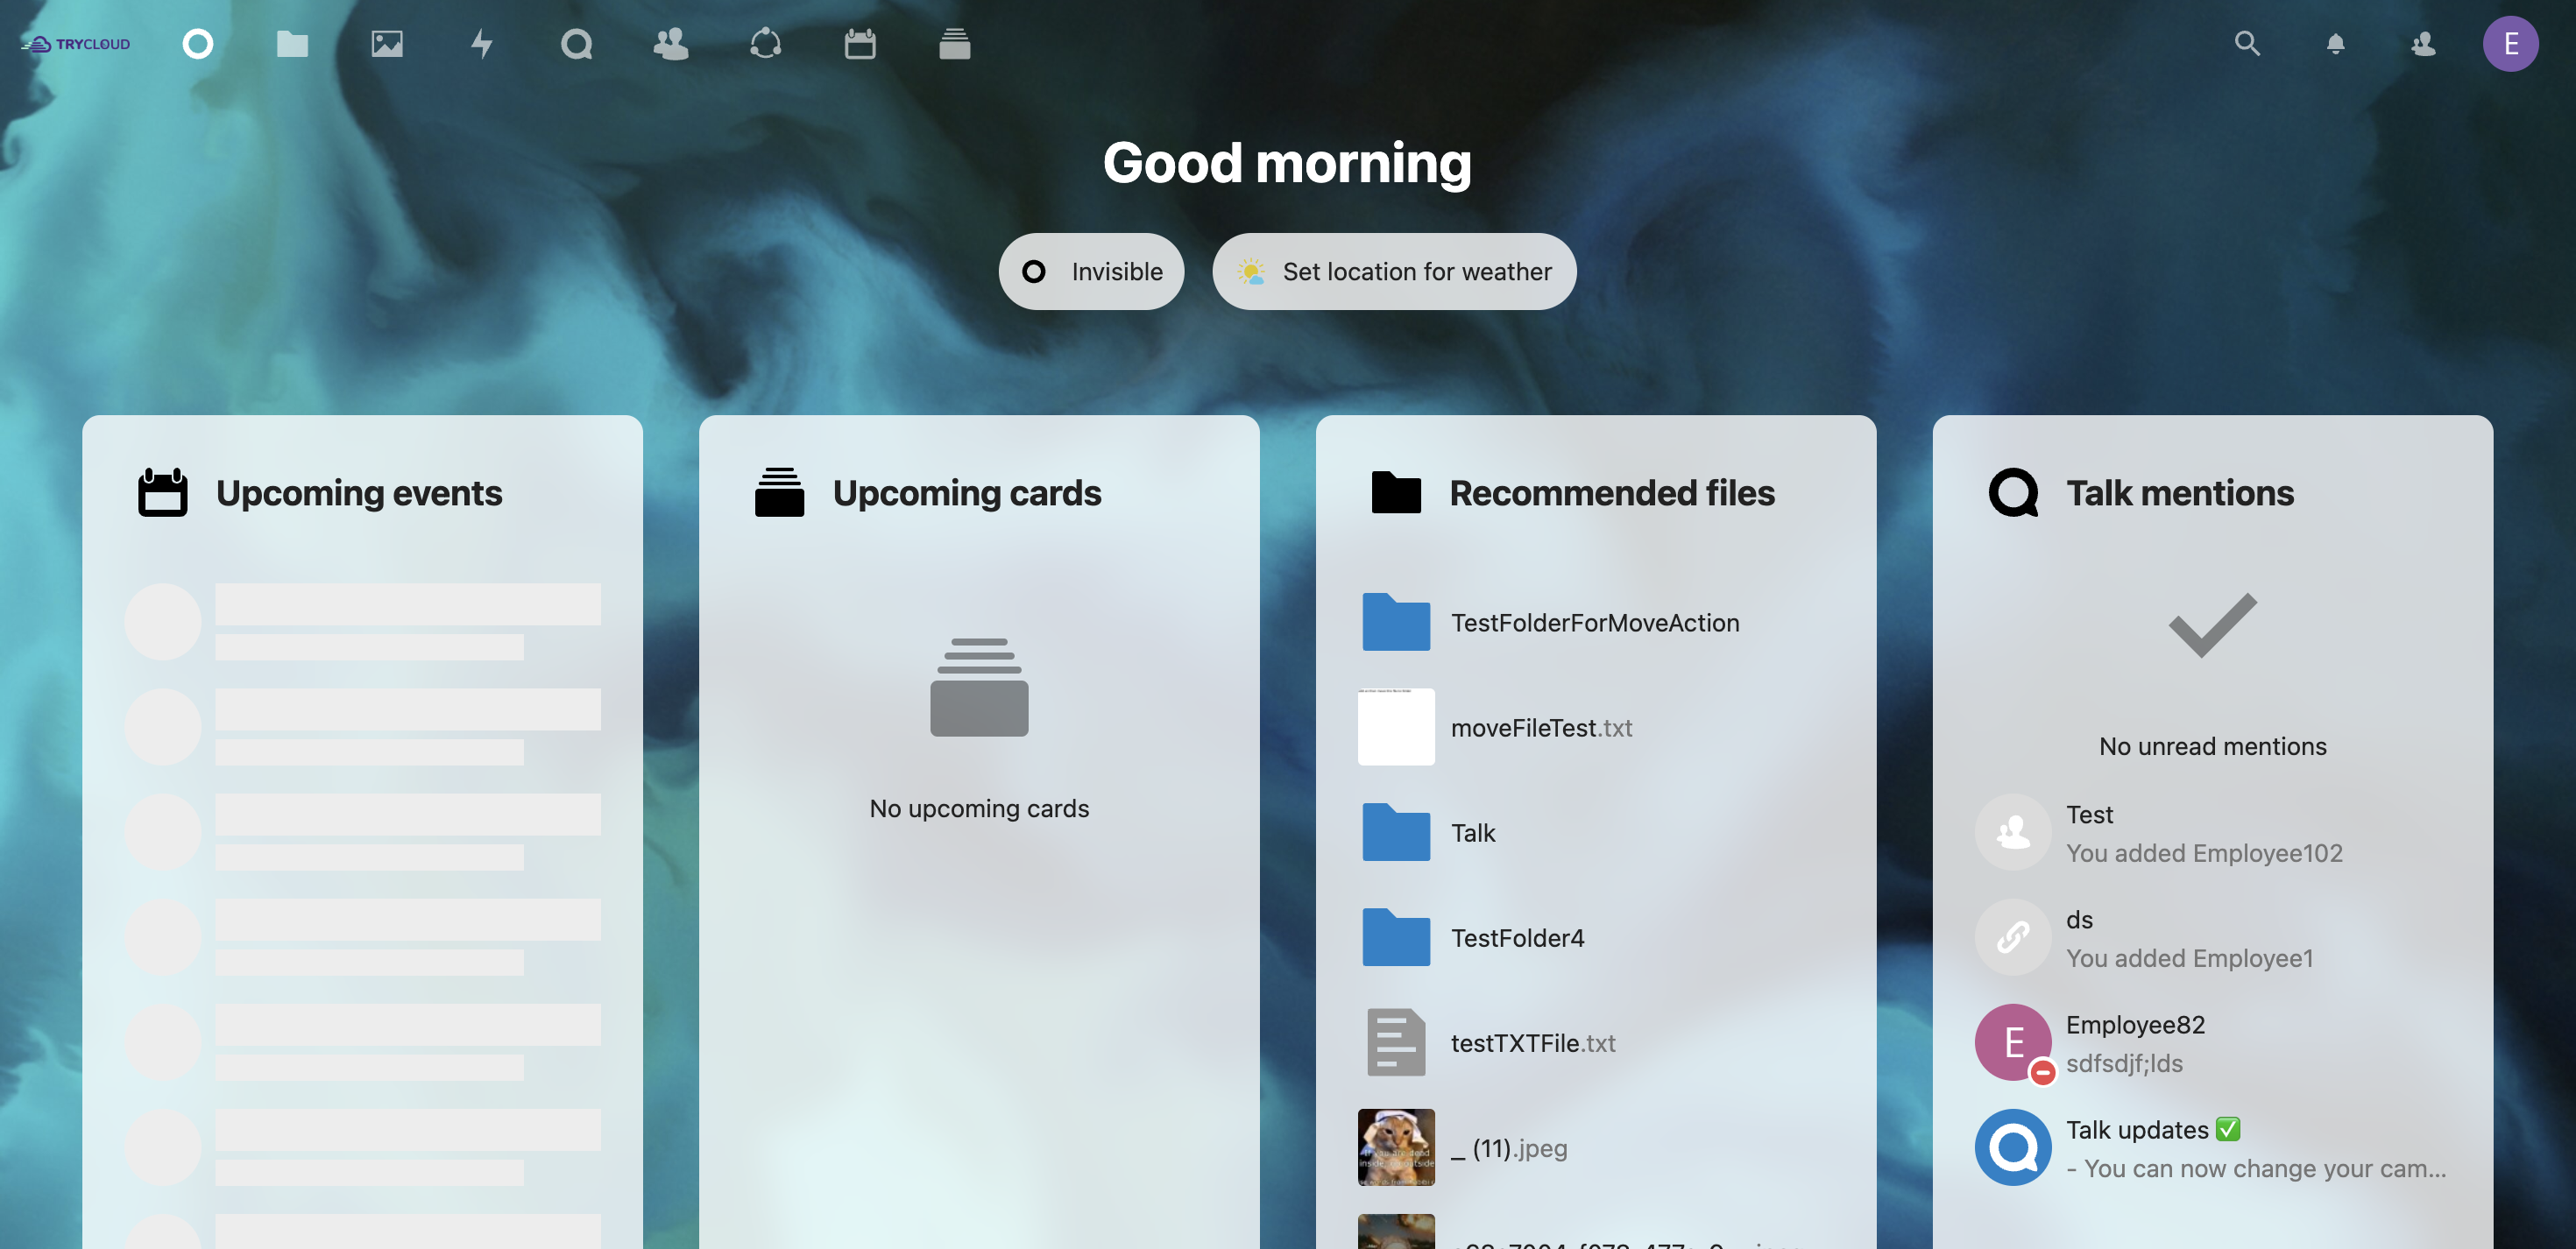 TRYCLOUD
E
Good morning
Invisible
Set location for weather
Upcoming events
Upcoming cards
No upcoming cards
Recommended files
TestFolderForMoveAction
moveFileTest.txt
Talk
TestFolder4
testTXTFile.txt
_ (11).jpeg
Talk mentions
No unread mentions
Test
You added Employee102
ds
You added Employee1
E
Employee82
sdfsdjf;lds
Talk updates ✅
- You can now change your cam...